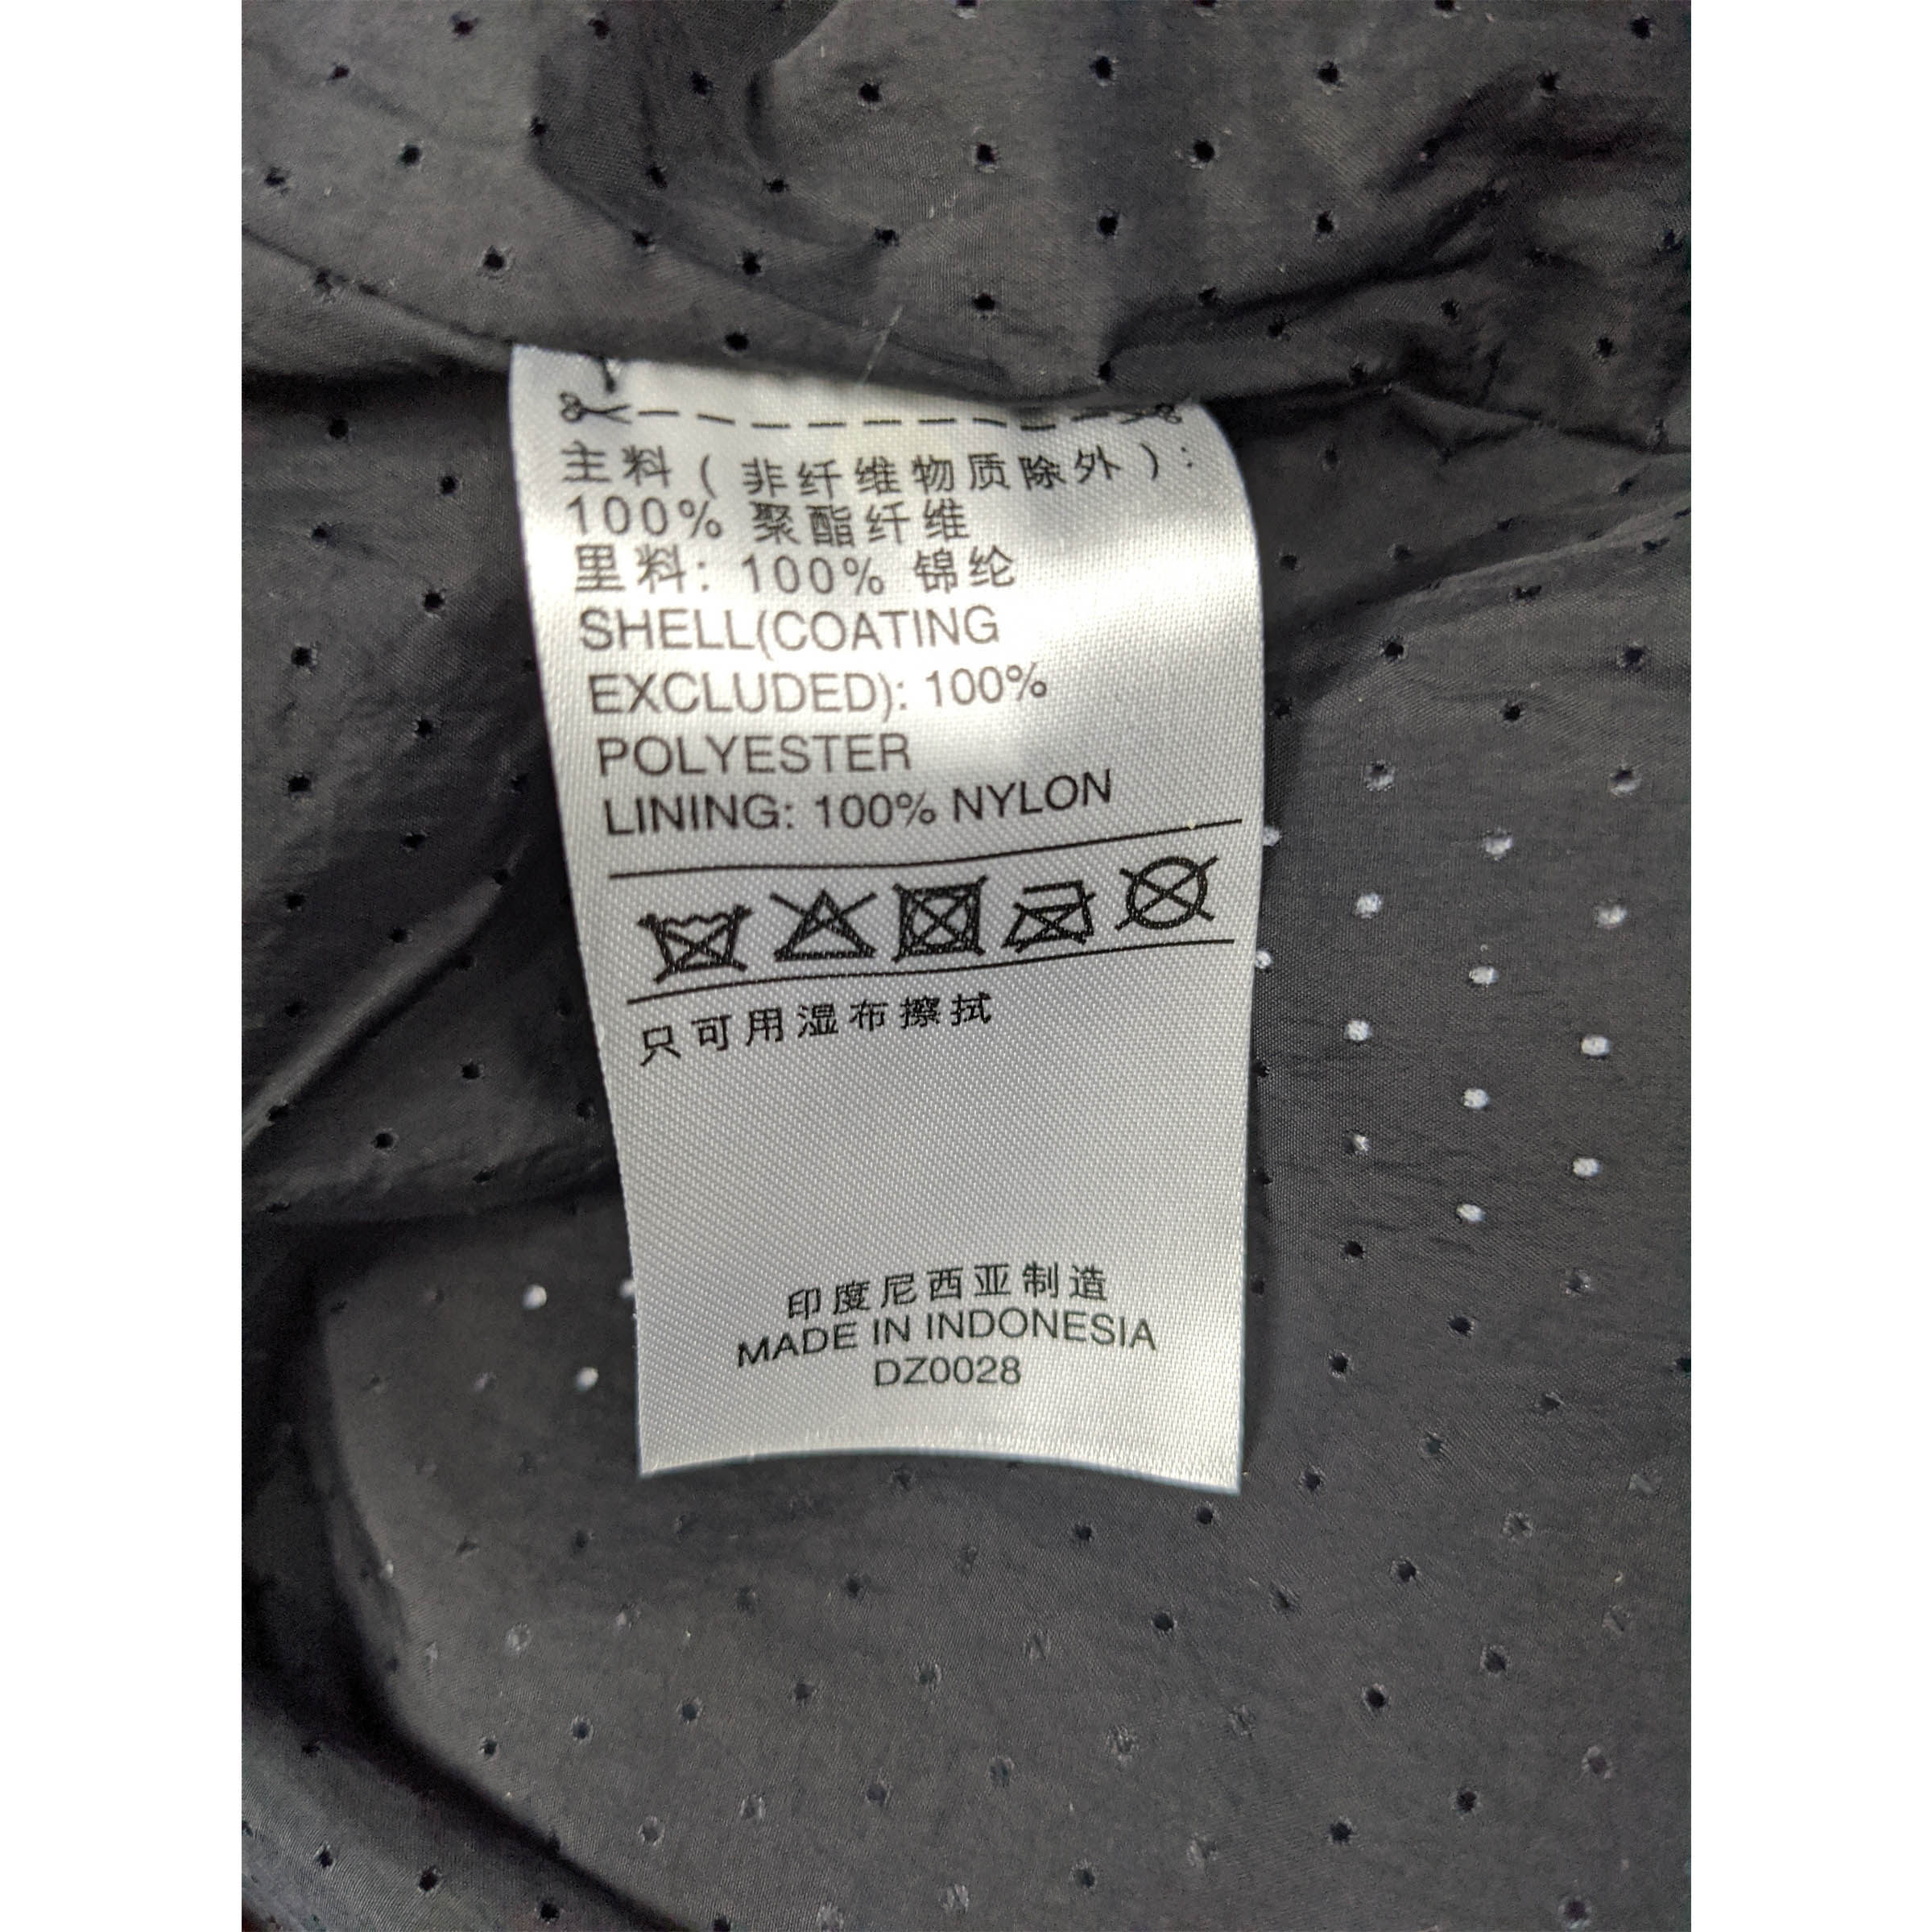 主料(非纤维物质除外):
100% 聚酯纤维
里料: 100% 锦纶
SHELL(COATING
EXCLUDED): 100%
POLYESTER
LINING: 100% NYLON
只可用湿布擦拭
印度尼西亚制造
MADE IN INDONESIA
DZ0028